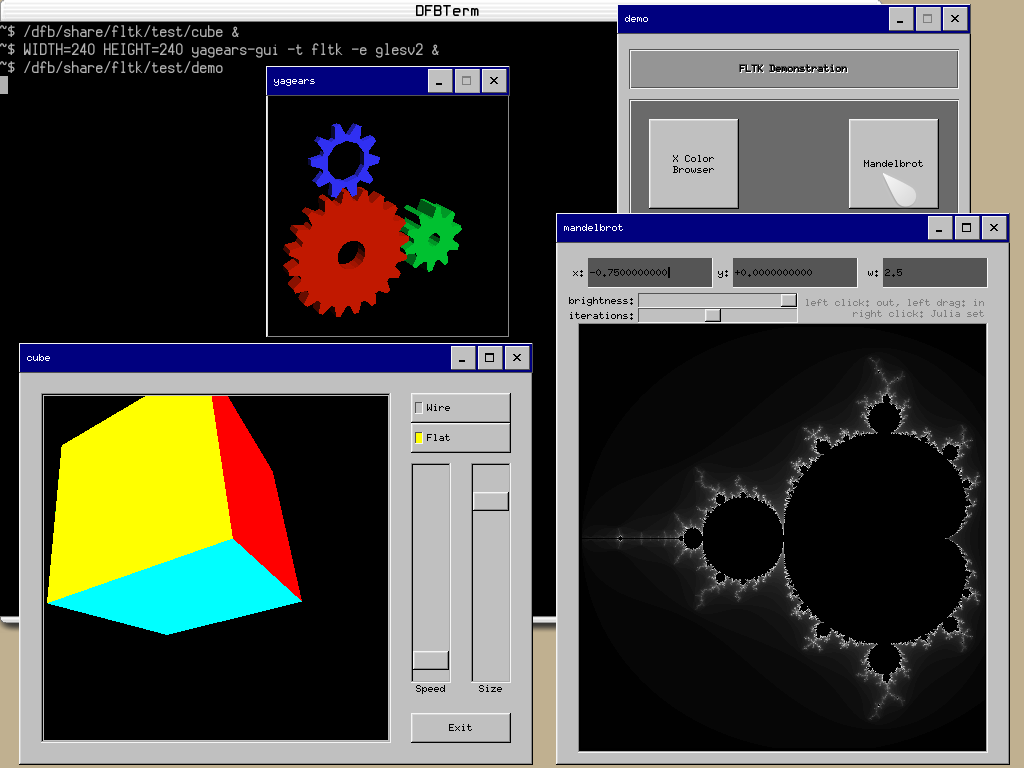 DFBTerm
~$ /dfb/share/fltk/test/cube &
~$ WIDTH=240 HEIGHT=240 yagears-gui -t fltk -e glesv2 &
~$ /dfb/share/fltk/test/demo
demo
FLTK Demonstration
X Color
Browser
Mandelbrot
yagears
mandelbrot
x: -0.7500000000 y: +0.0000000000 w: 2.5
brightness:
left click: out, left drag: in
iterations:
right click: Julia set
cube
Wire
Flat
Speed Size
Exit